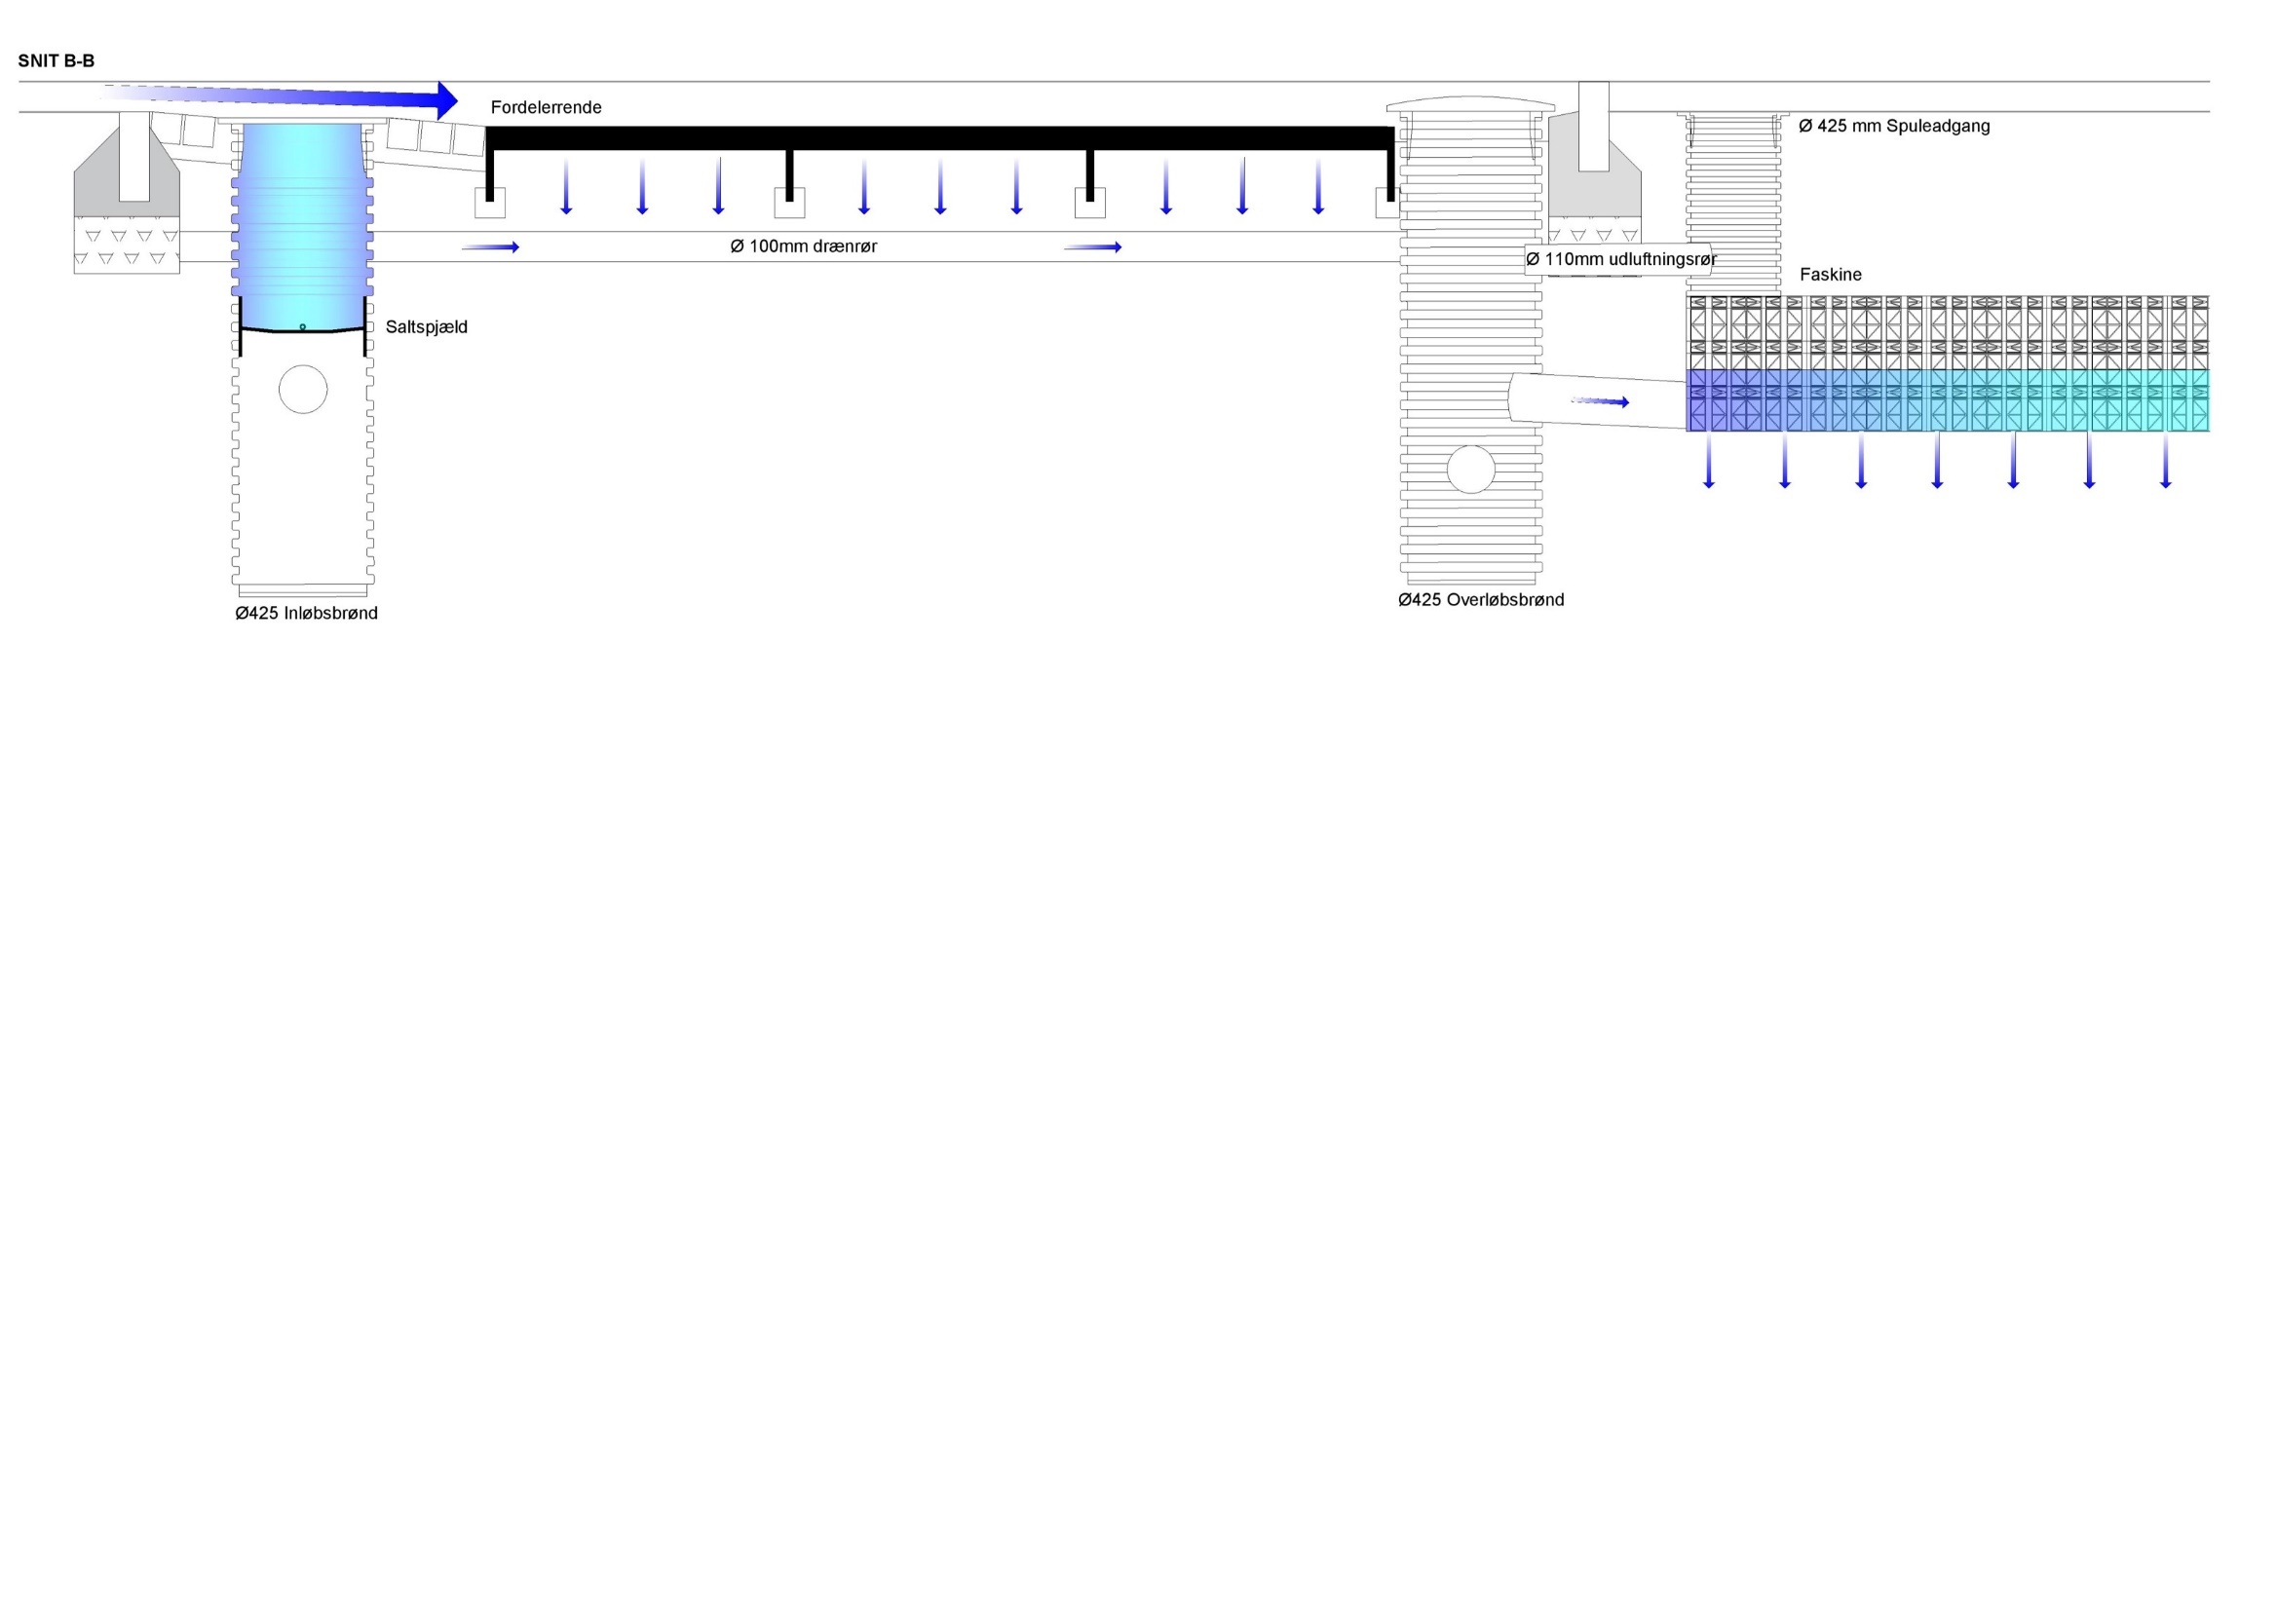 SNIT B-B
Fordelerrende
Ø 425 mm Spuleadgang
Ø 100mm drænrør
Ø 110mm udluftningsrør
Faskine
Saltspjæld
Ø425 Inløbsbrønd
Ø425 Overløbsbrønd